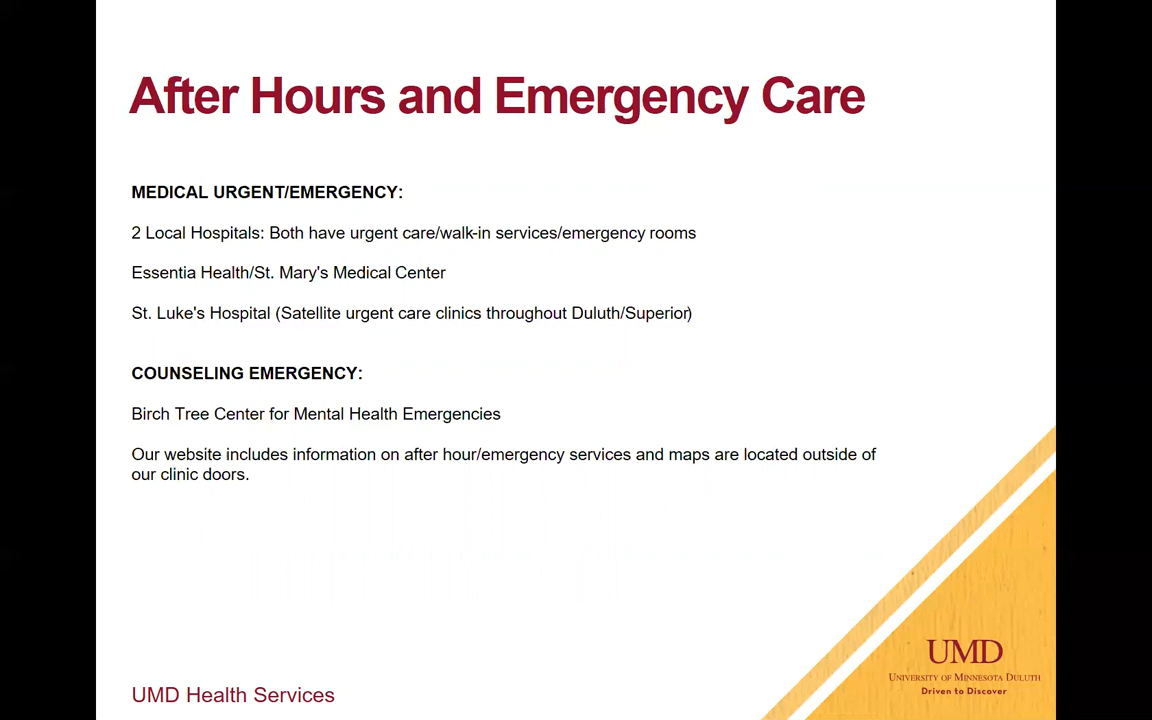 After Hours and Emergency Care
MEDICAL URGENT/EMERGENCY:
2 Local Hospitals: Both have urgent care/walk-in services/emergency rooms
Essentia Health/St. Mary's Medical Center
St. Luke's Hospital (Satellite urgent care clinics throughout Duluth/Superior)
COUNSELING EMERGENCY:
Birch Tree Center for Mental Health Emergencies
Our website includes information on after hour/emergency services and maps are located outside of
our clinic doors.
UMD
UNIVERSITY OF MINNESOTA DULUTH
Driven to Discover
UMD Health Services